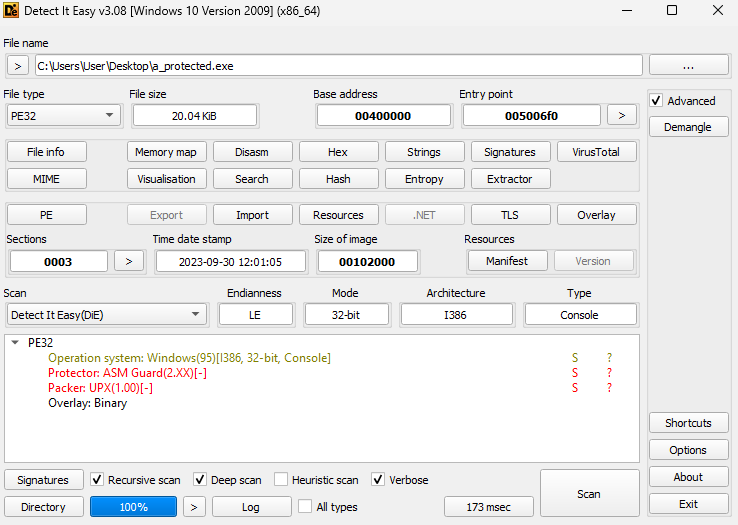 Detect It Easy v3.08 [Windows 10 Version 2009] (x86_64)
File name
> C:\Users\User\Desktop\a_protected.exe ...
File type File size Base address Entry point
PE32 20.04 KiB 00400000 005006f0 > Advanced
Demangle
File info Memory map Disasm Hex Strings Signatures VirusTotal
MIME Visualisation Search Hash Entropy Extractor
PE Export Import Resources .NET TLS Overlay
Sections Time date stamp Size of image Resources
0003 > 2023-09-30 12:01:05 00102000 Manifest Version
Scan Endianness Mode Architecture Type
Detect It Easy(DiE) LE 32-bit I386 Console
PE32
Operation system: Windows(95)[I386, 32-bit, Console] S ?
Protector: ASM Guard(2.XX)[-] S ?
Packer: UPX(1.00)[-] S ?
Overlay: Binary
Shortcuts
Options
Signatures Recursive scan Deep scan Heuristic scan Verbose Scan About
Directory 100% > Log All types 173 msec Exit